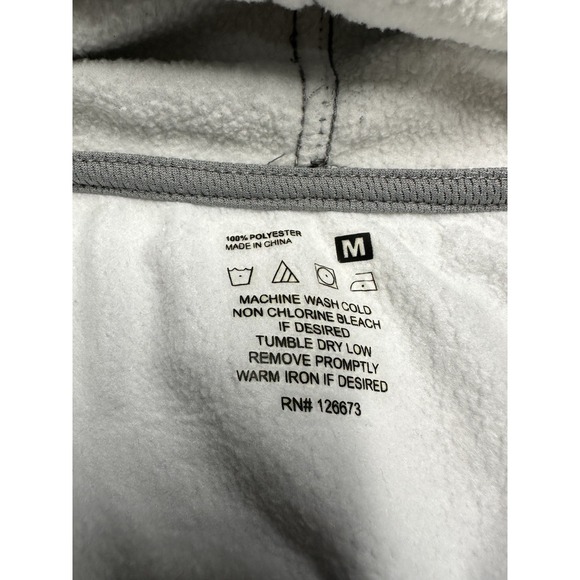 100% POLYESTER
MADE IN CHINA
M
MACHINE WASH COLD
NON CHLORINE BLEACH
IF DESIRED
TUMBLE DRY LOW
REMOVE PROMPTLY
WARM IRON IF DESIRED
RN# 126673